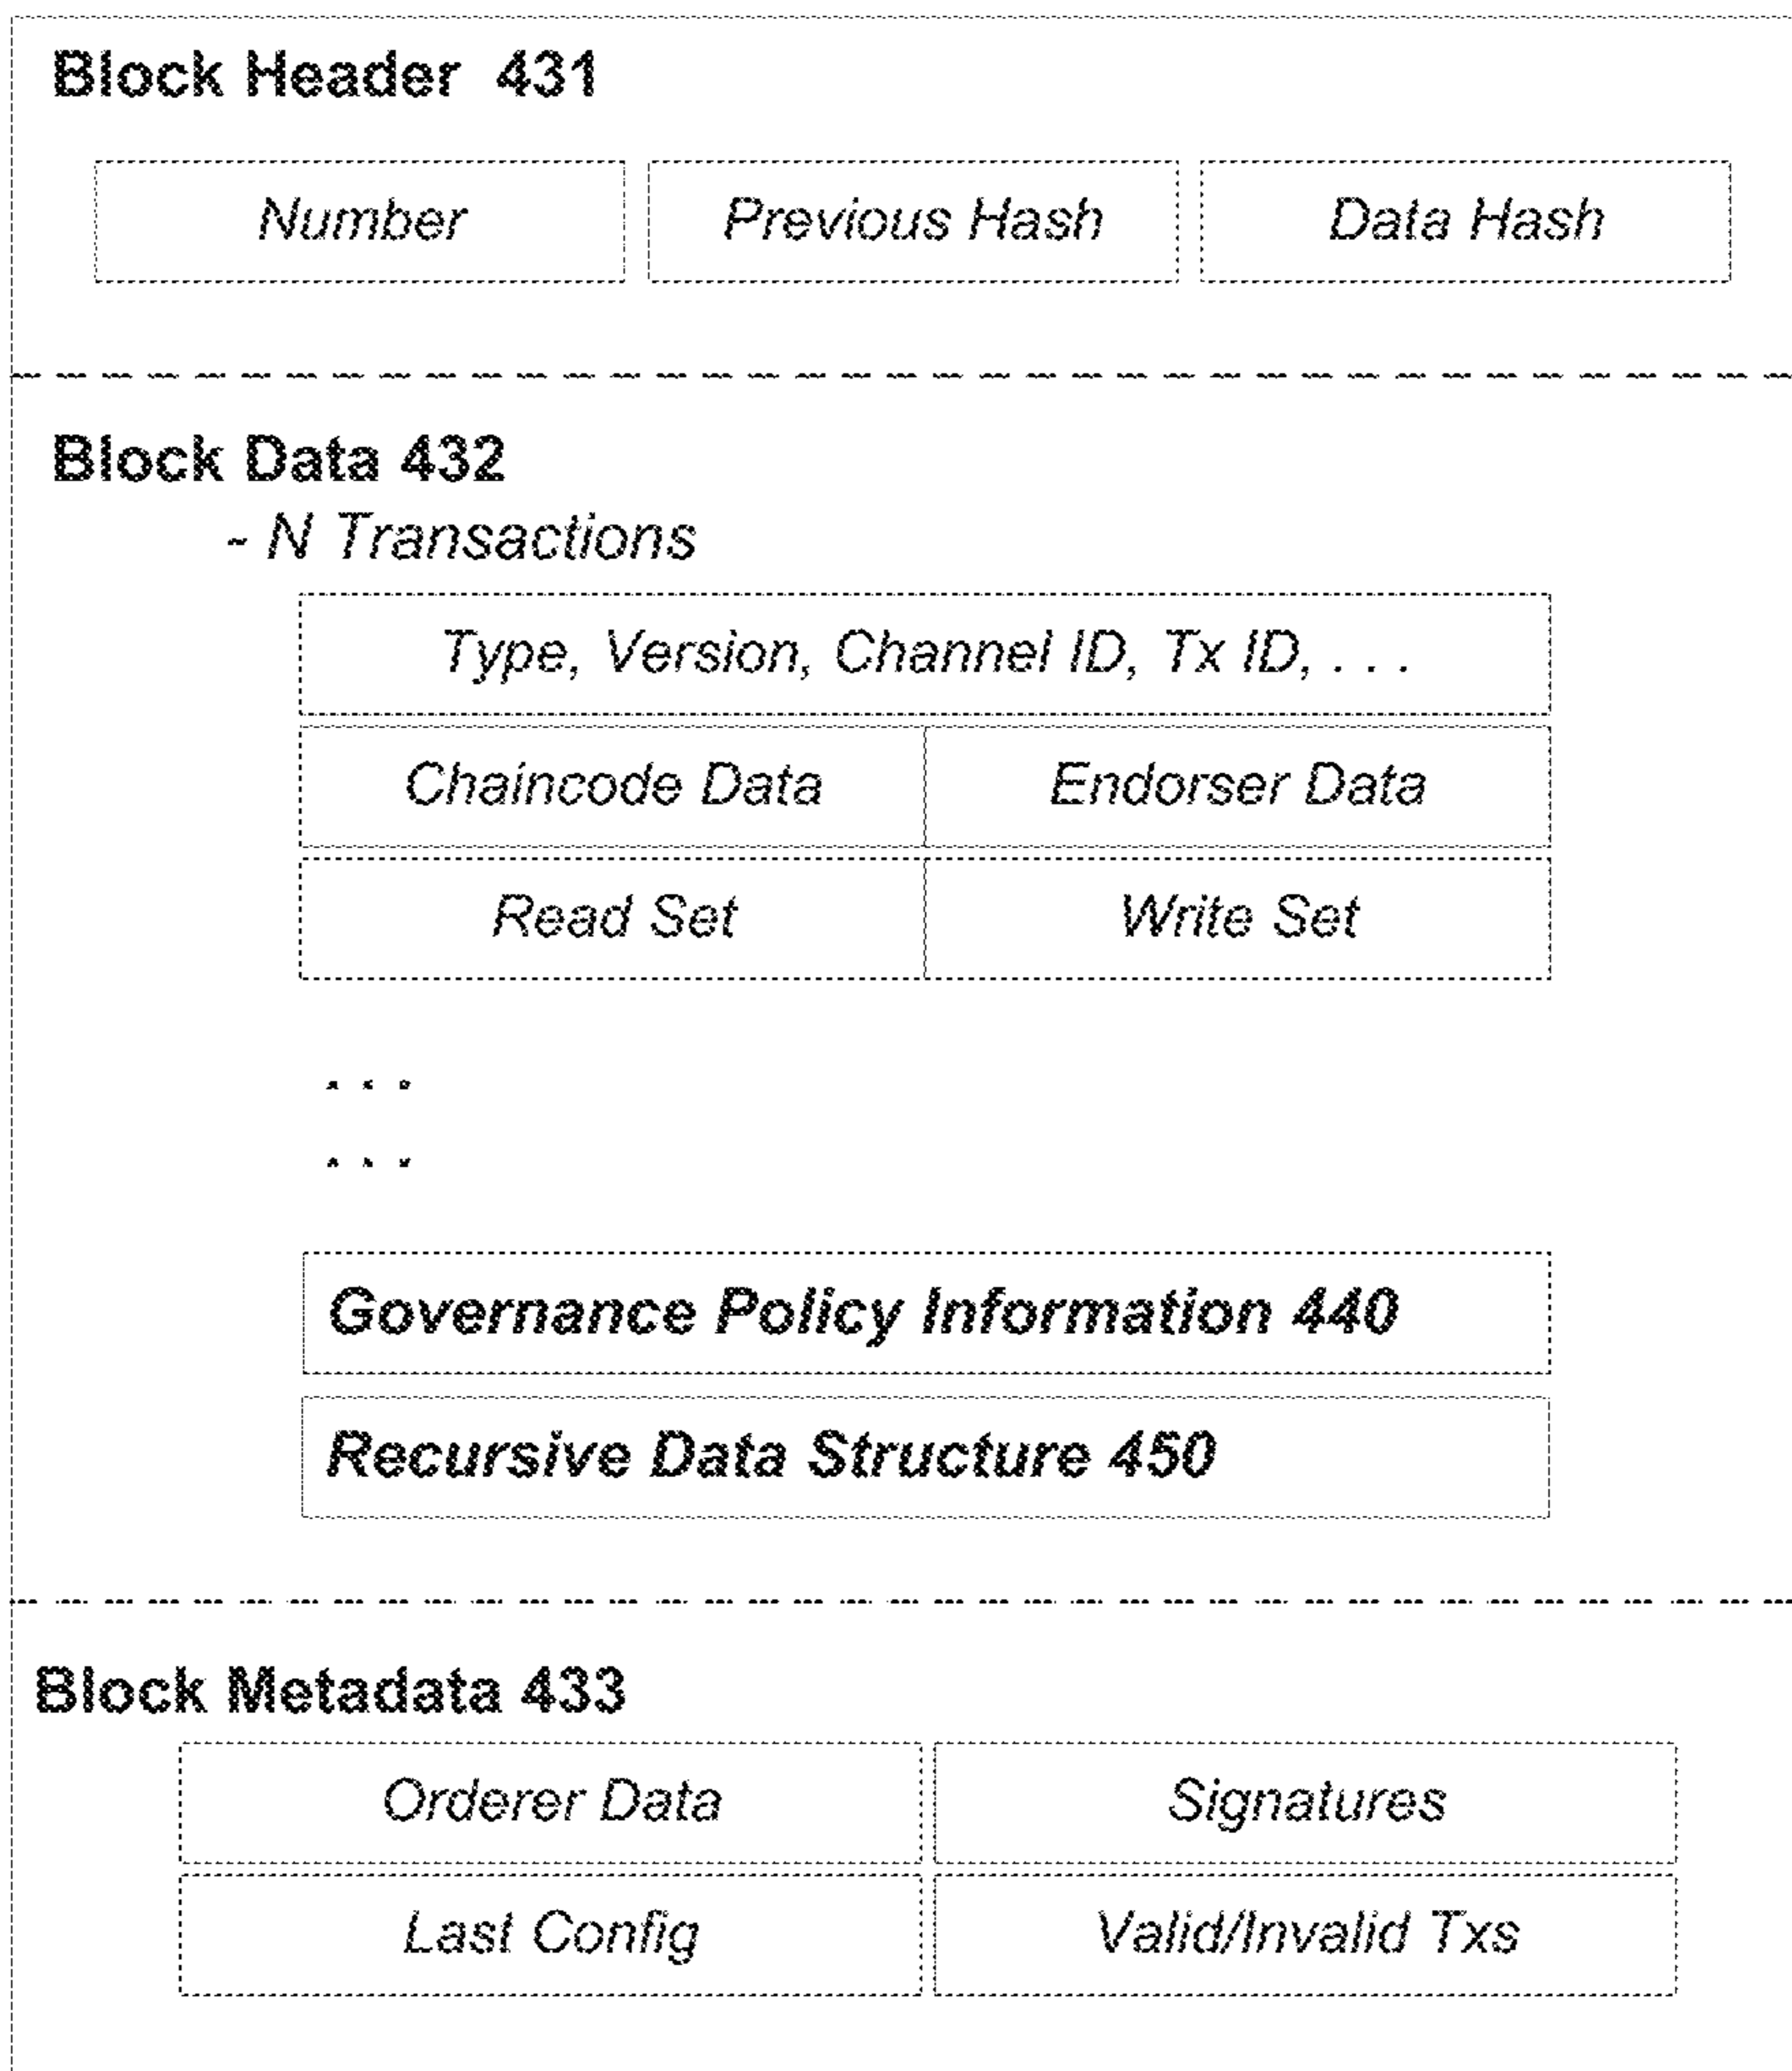 Block Header 431
Number Previous Hash Data Hash
Block Data 432
- N Transactions
Type, Version, Channel ID, Tx ID, . . .
Chaincode Data Endorser Data
Read Set Write Set
. . .
. . .
Governance Policy Information 440
Recursive Data Structure 450
Block Metadata 433
Orderer Data Signatures
Last Config Valid/Invalid Txs